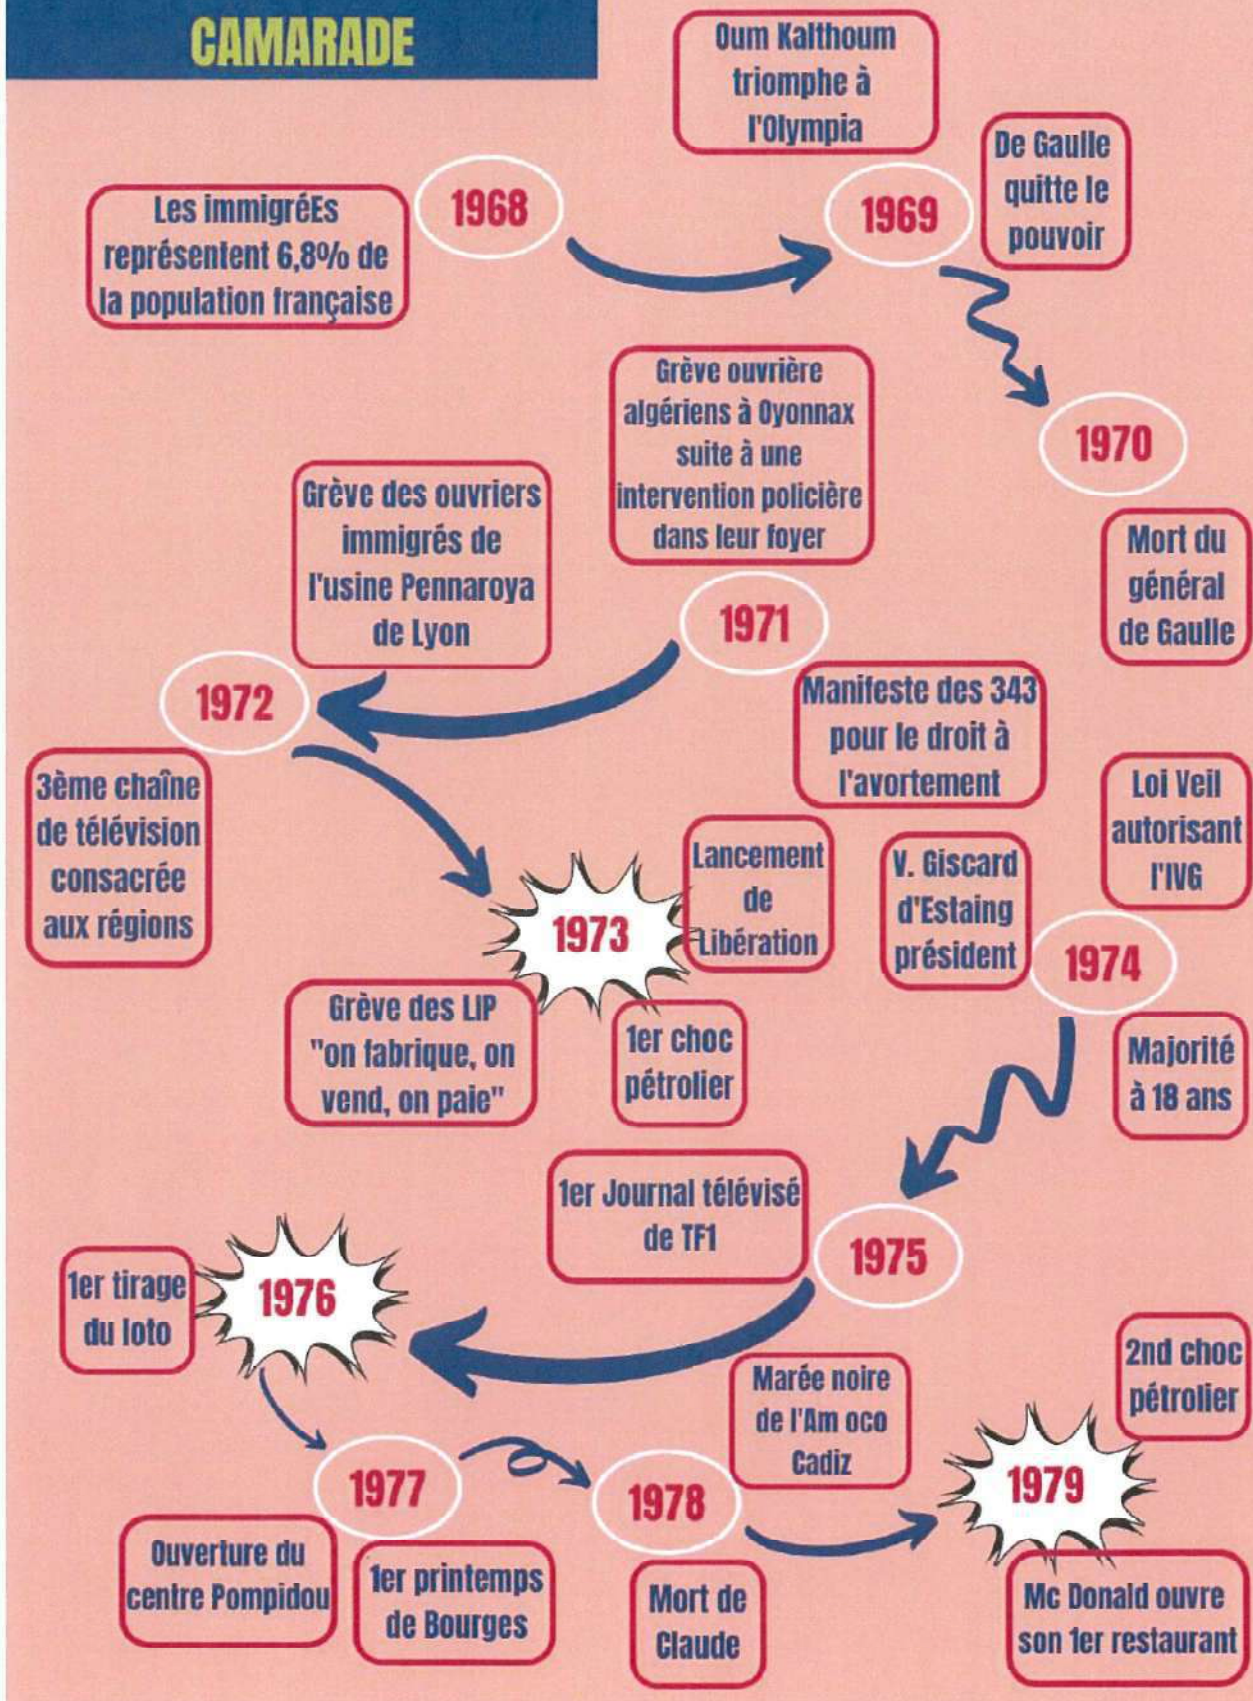 CAMARADE
Les immigréEs
représentent 6,8% de
la population française
1968
Oum Kalthoum
triomphe à
l'Olympia
1969
De Gaulle
quitte le
pouvoir
1970
Mort du
général
de Gaulle
Grève ouvrière
algériens à Oyonnax
suite à une
intervention policière
dans leur foyer
1971
Manifeste des 343
pour le droit à
l'avortement
Grève des ouvriers
immigrés de
l'usine Pennaroya
de Lyon
1972
3ème chaîne
de télévision
consacrée
aux régions
1973
Lancement
de
Libération
Grève des LIP
"on fabrique, on
vend, on paie"
1er choc
pétrolier
V. Giscard
d'Estaing
président
Loi Veil
autorisant
l'IVG
1974
Majorité
à 18 ans
1er Journal télévisé
de TF1
1975
1er tirage
du loto
1976
1977
Ouverture du
centre Pompidou
1er printemps
de Bourges
Marée noire
de l'Am oco
Cadiz
1978
Mort de
Claude
2nd choc
pétrolier
1979
Mc Donald ouvre
son 1er restaurant